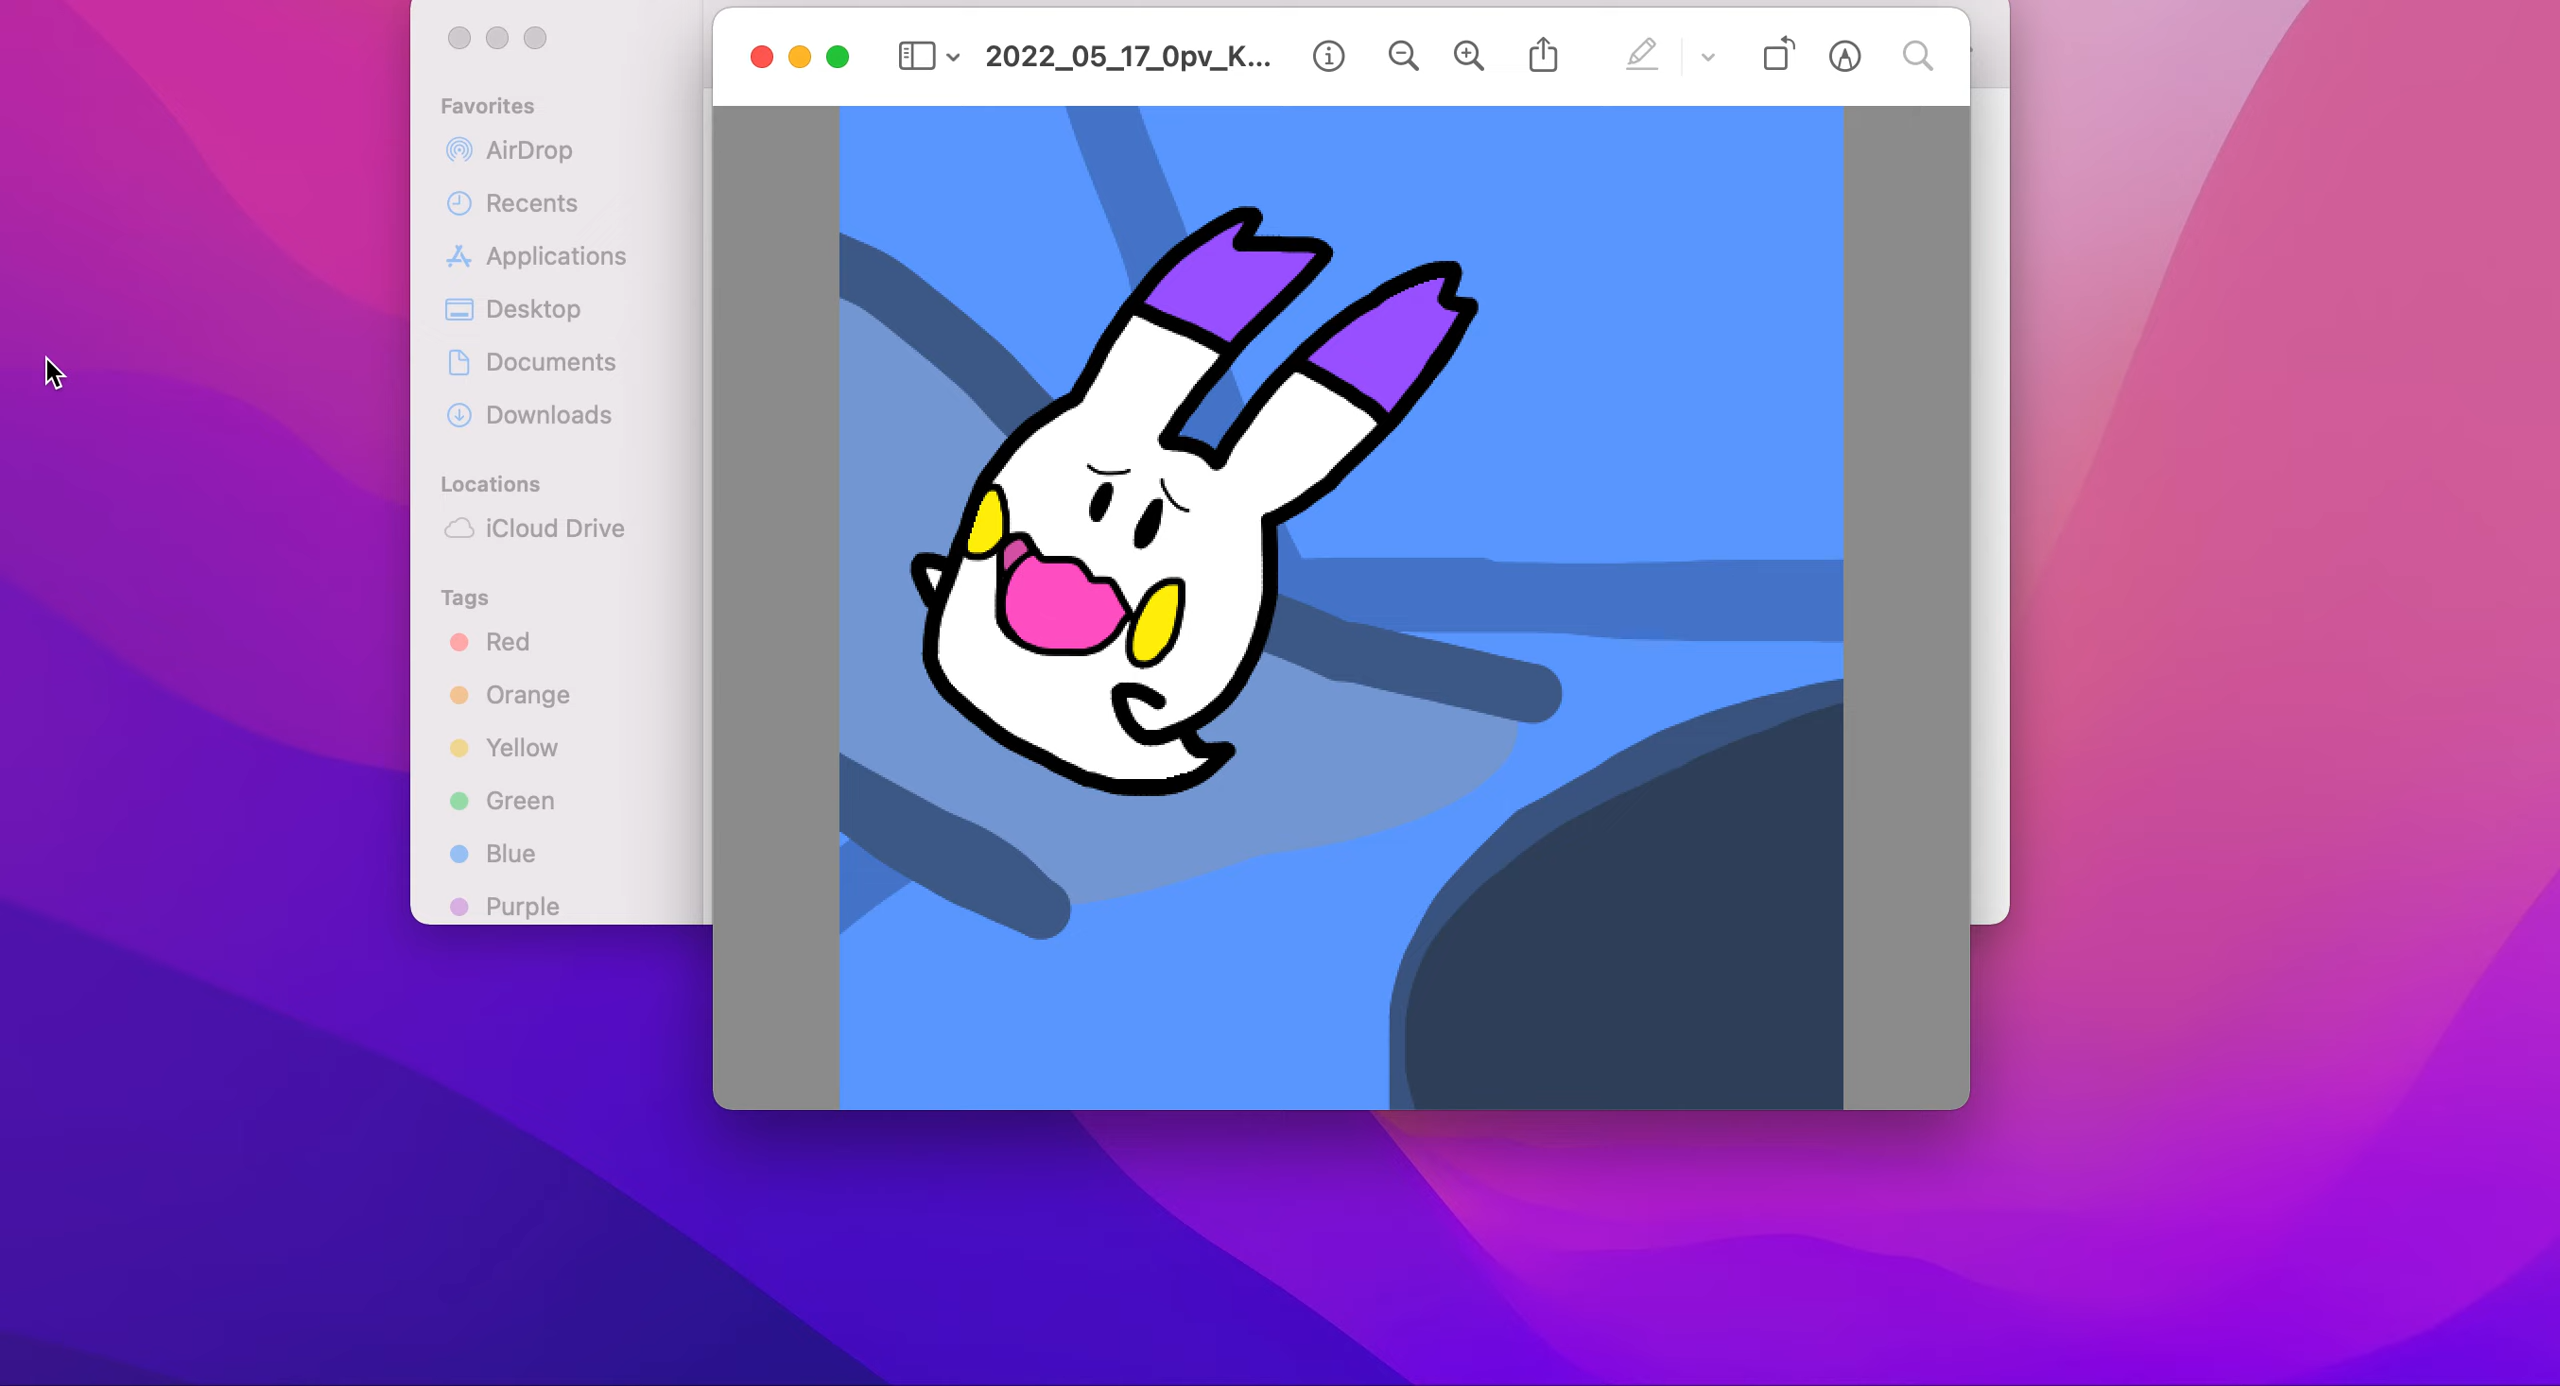 2022_05_17_0pv_K...
Favorites
AirDrop
Recents
Applications
Desktop
Documents
Downloads
Locations
iCloud Drive
Tags
Red
Orange
Yellow
Green
Blue
Purple